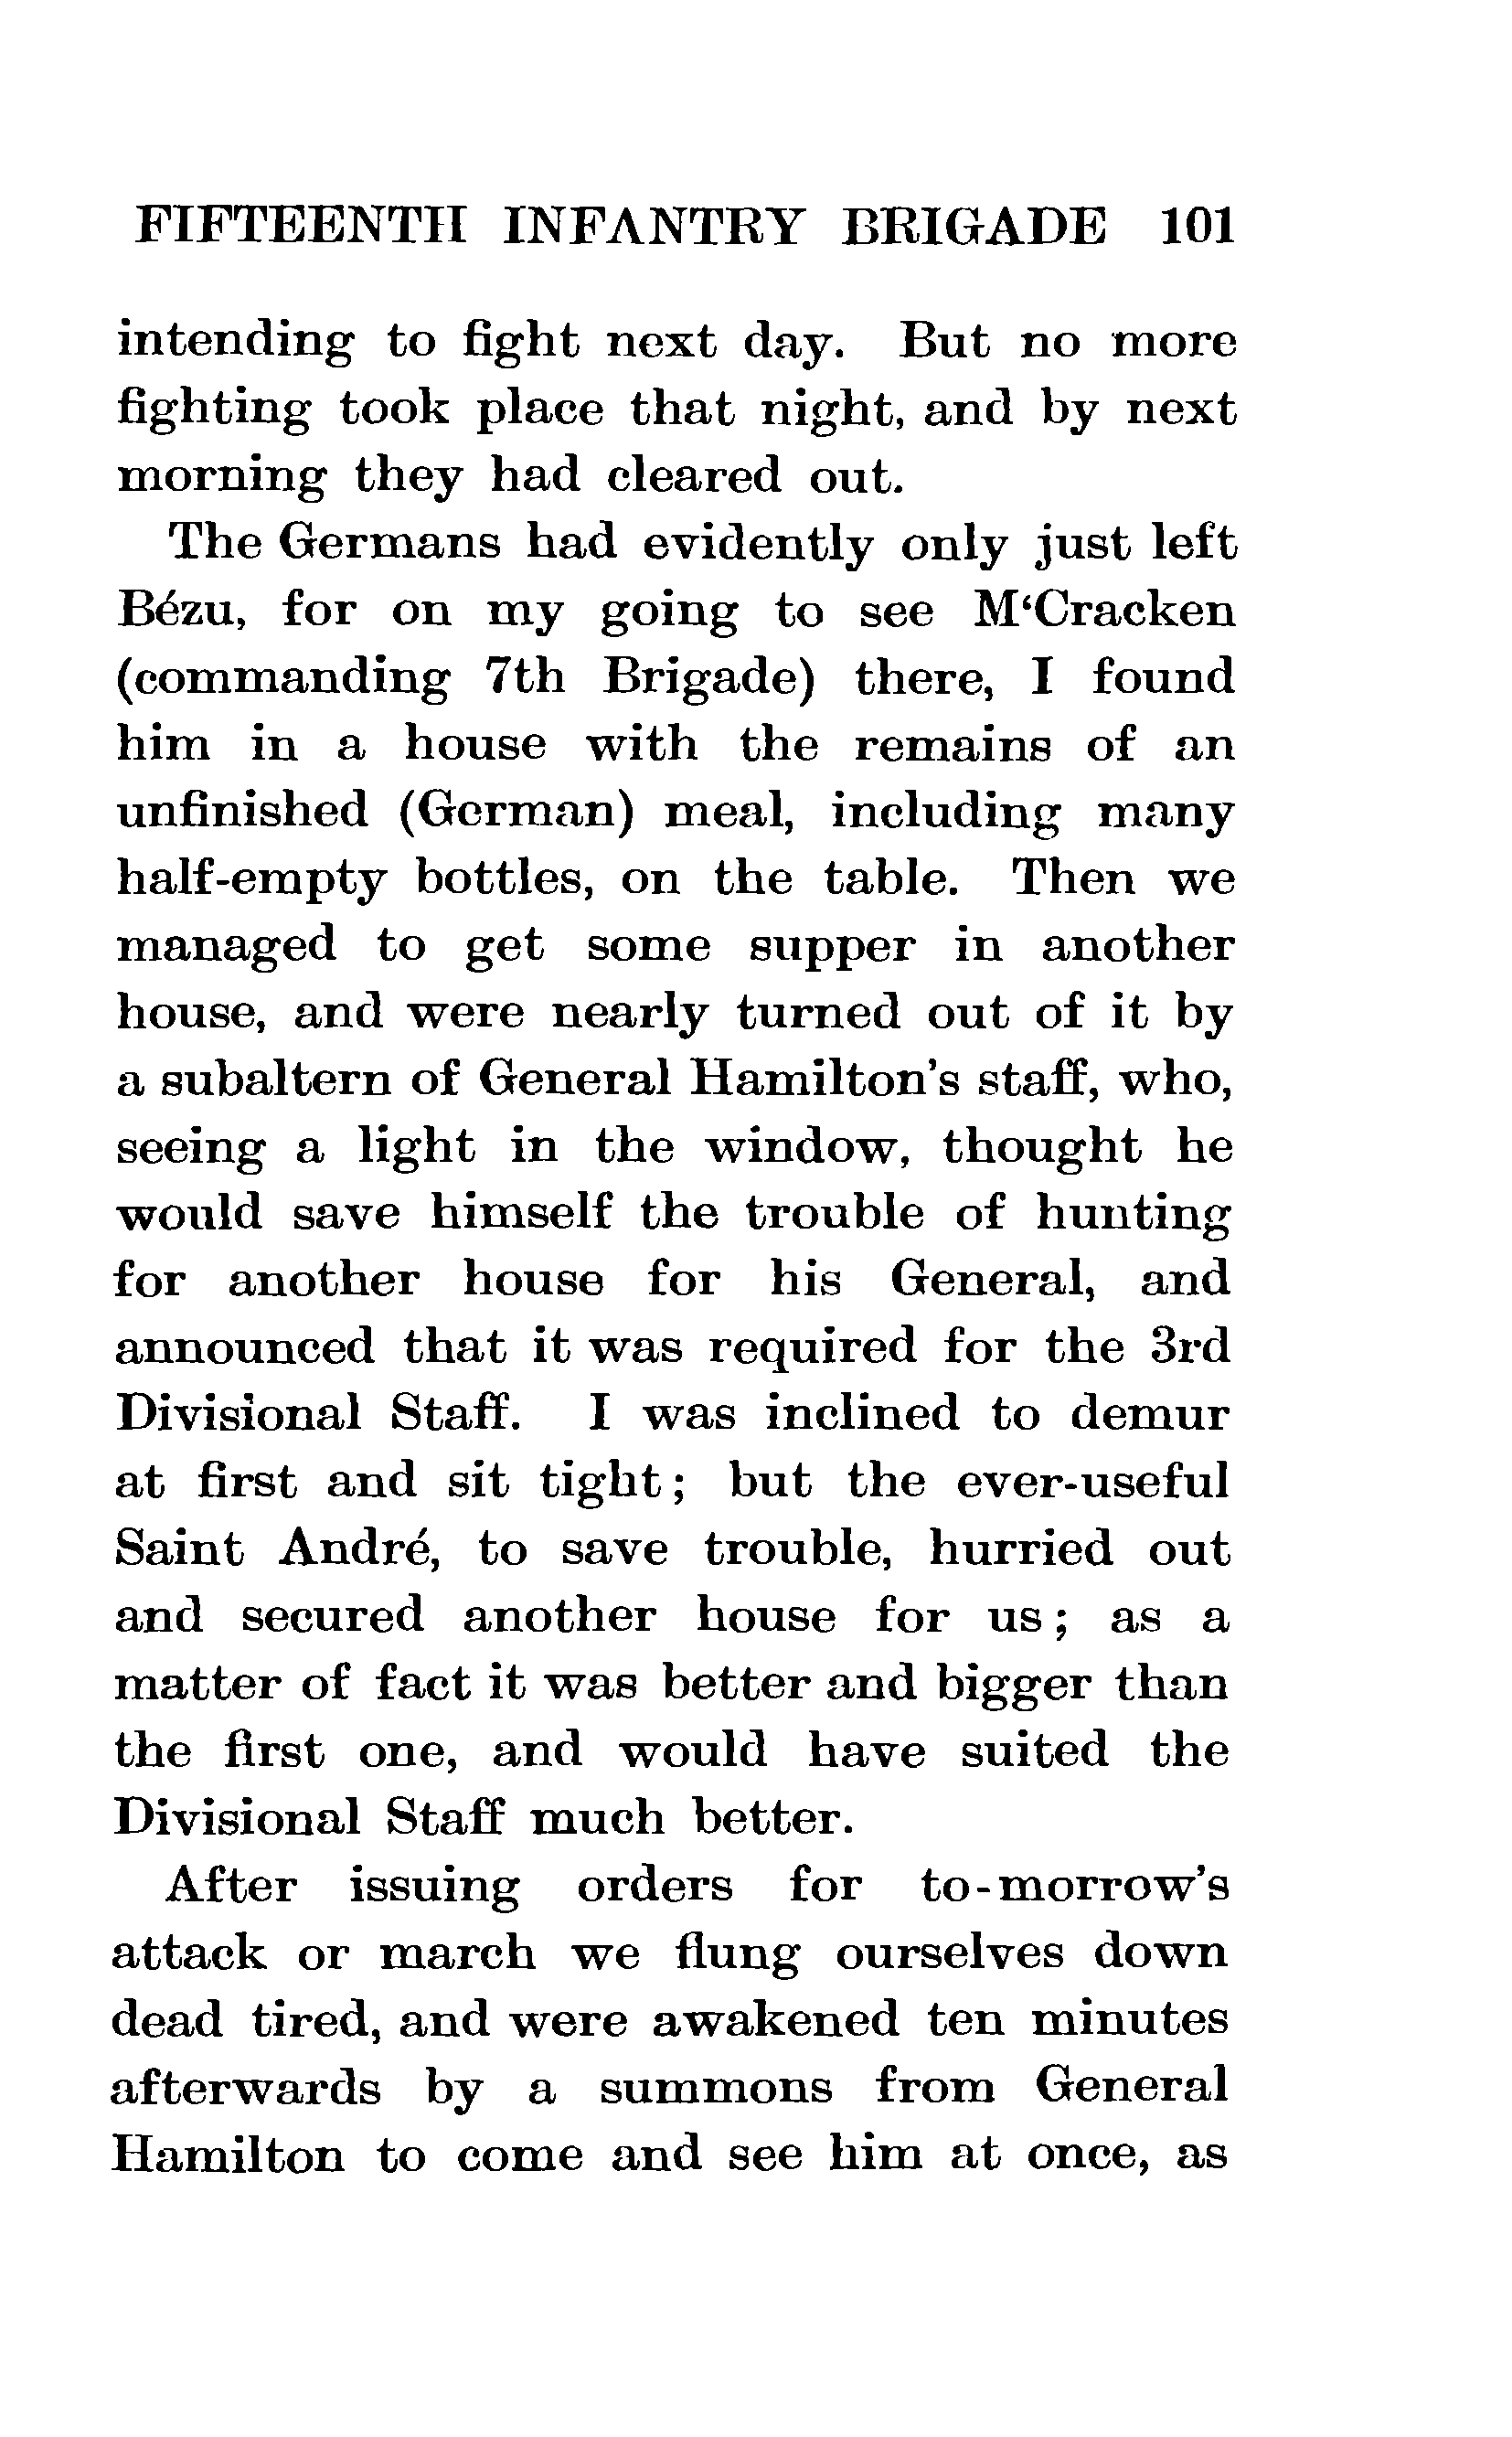 FIFTEENTH INFANTRY BRIGADE 101
intending to fight next day. But no more
fighting took place that night, and by next
morning they had cleared out.
The Germans had evidently only just left
Bézu, for on my going to see M‘Cracken
(commanding 7th Brigade) there, I found
him in a house with the remains of an
unfinished (German) meal, including many
half-empty bottles, on the table. Then we
managed to get some supper in another
house, and were nearly turned out of it by
a subaltern of General Hamilton's staff, who,
seeing a light in the window, thought he
would save himself the trouble of hunting
for another house for his General, and
announced that it was required for the 3rd
Divisional Staff. I was inclined to demur
at first and sit tight; but the ever-useful
Saint André, to save trouble, hurried out
and secured another house for us; as a
matter of fact it was better and bigger than
the first one, and would have suited the
Divisional Staff much better.
After issuing orders for to-morrow's
attack or march we flung ourselves down
dead tired, and were awakened ten minutes
afterwards by a summons from General
Hamilton to come and see him at once, as